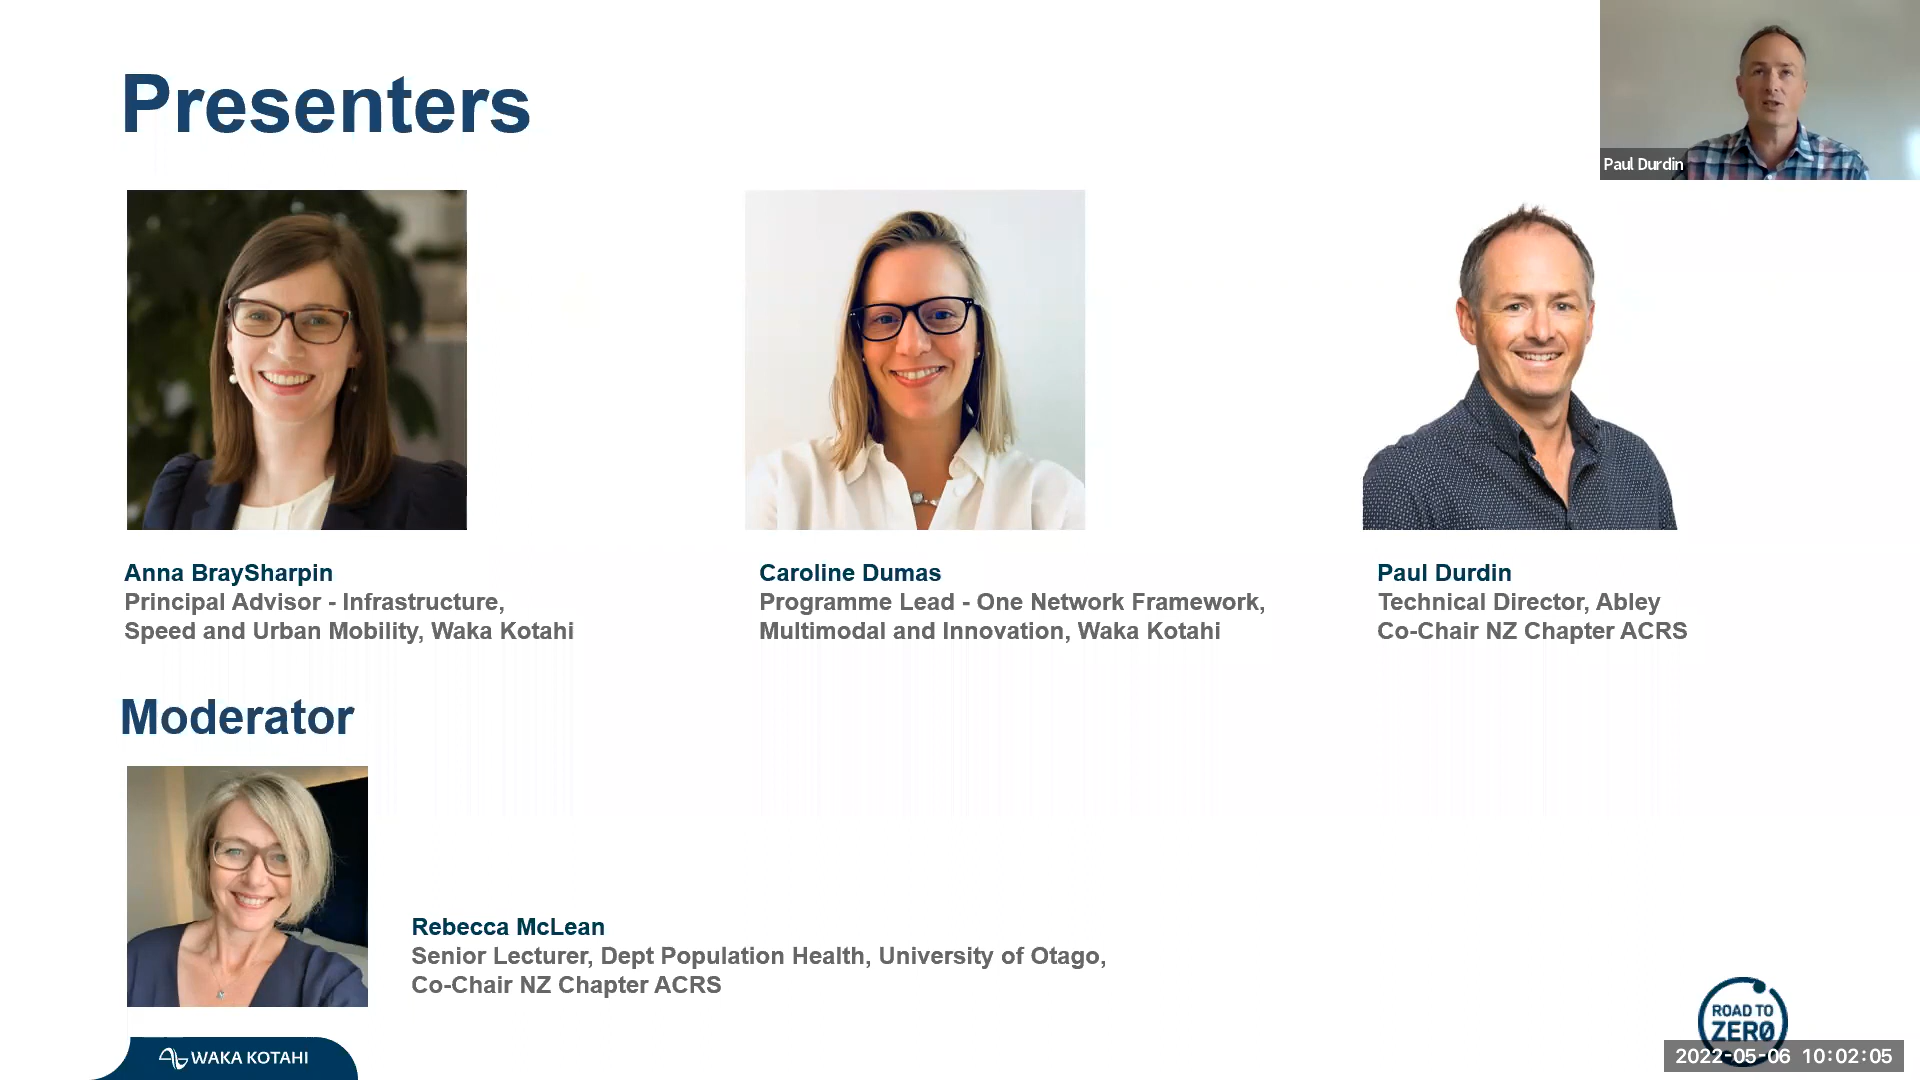 Presenters
Paul Durdin
Anna BraySharpin
Principal Advisor - Infrastructure,
Speed and Urban Mobility, Waka Kotahi
Caroline Dumas
Programme Lead - One Network Framework,
Multimodal and Innovation, Waka Kotahi
Paul Durdin
Technical Director, Abley
Co-Chair NZ Chapter ACRS
Moderator
Rebecca McLean
Senior Lecturer, Dept Population Health, University of Otago,
Co-Chair NZ Chapter ACRS
WAKA KOTAHI
ROAD TO
ZERØ
2022-05-06 10:02:05